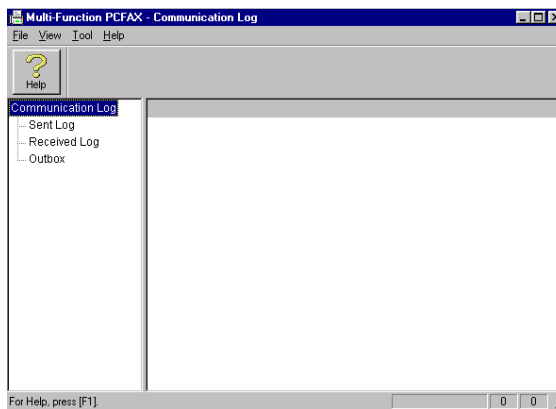 Multi-Function PCFAX - Communication Log
File View Tool Help
Help
Communication Log
Sent Log
Received Log
Outbox
For Help, press [F1]. 0 0